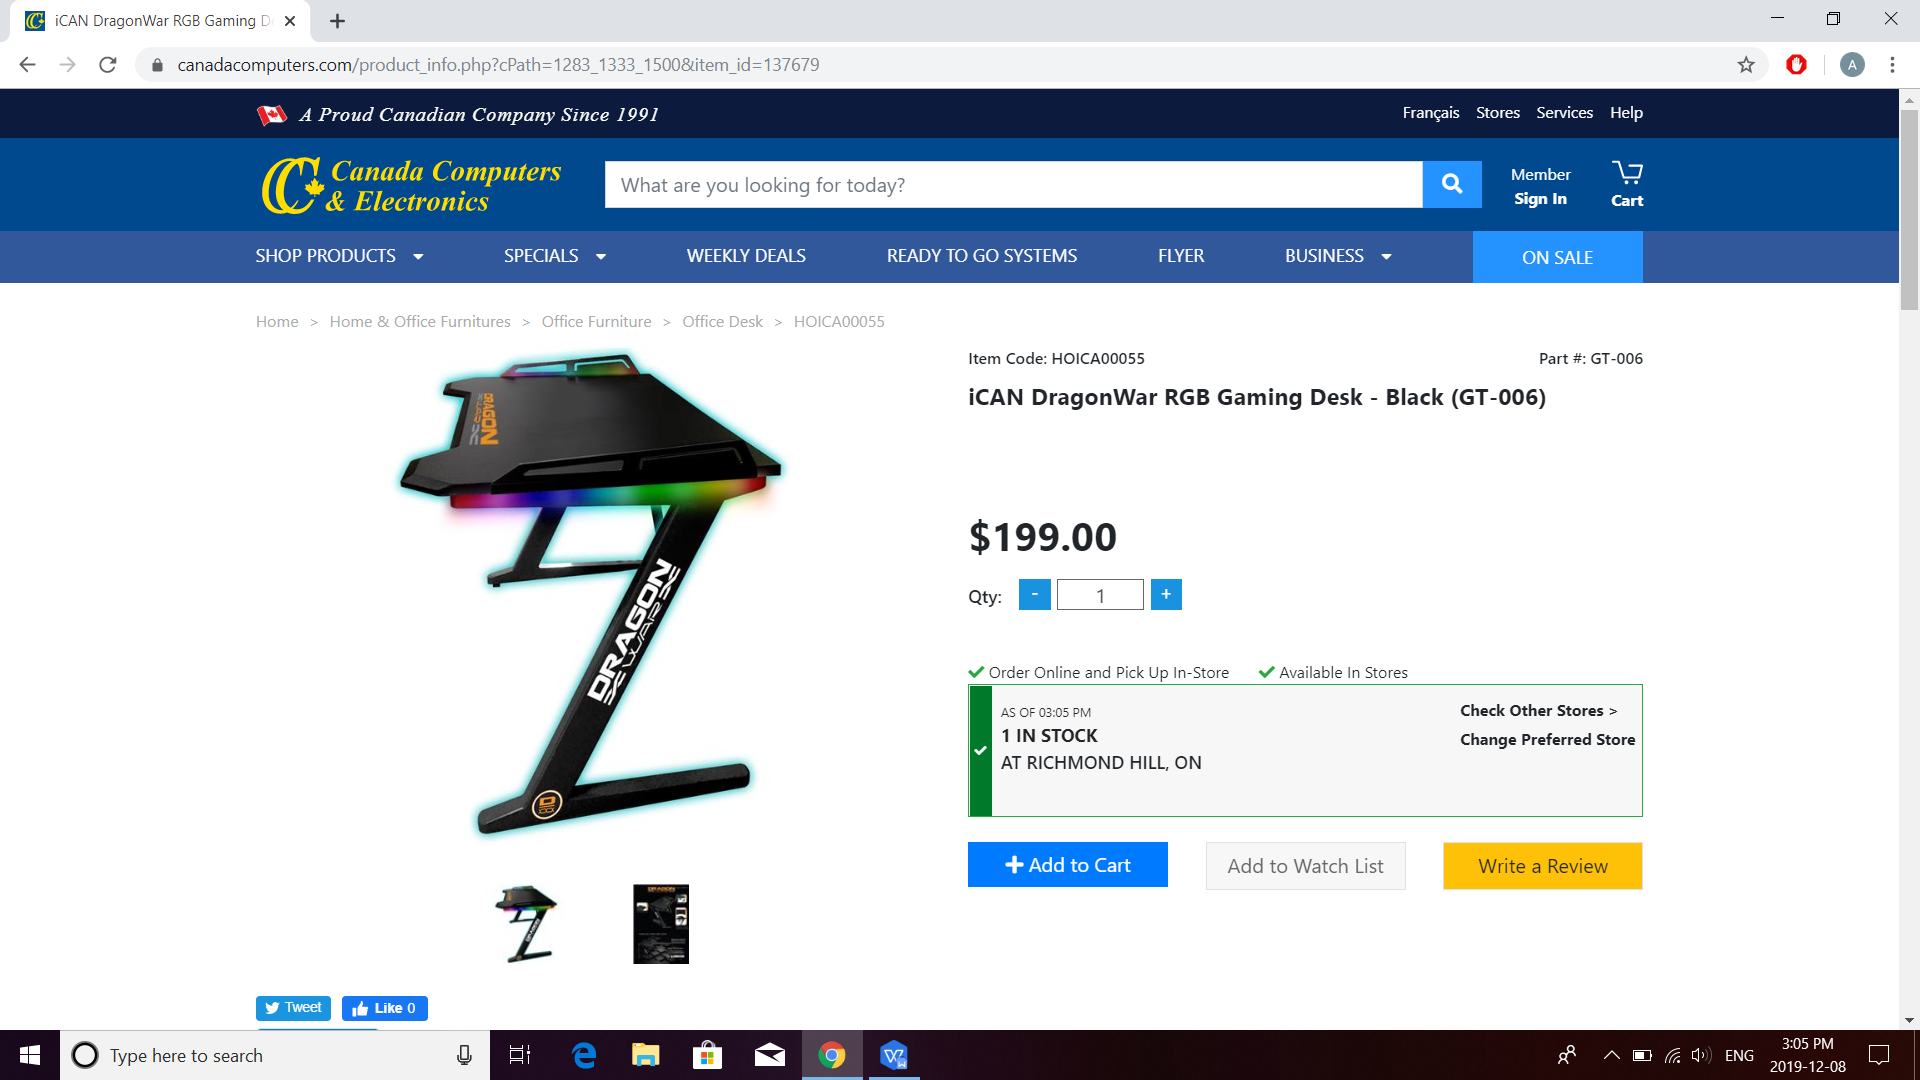 iCAN DragonWar RGB Gaming D
canadacomputers.com/product_info.php?cPath=1283_1333_1500&item_id=137679
A
A Proud Canadian Company Since 1991
Français Stores Services Help
Canada Computers
& Electronics
What are you looking for today?
Member
Sign In
Cart
SHOP PRODUCTS SPECIALS WEEKLY DEALS READY TO GO SYSTEMS FLYER BUSINESS ON SALE
Home > Home & Office Furnitures > Office Furniture > Office Desk > HOICA00055
Item Code: HOICA00055 Part #: GT-006
iCAN DragonWar RGB Gaming Desk - Black (GT-006)
DRAGON
DRAGON
WAR
$199.00
Qty: - 1 +
Order Online and Pick Up In-Store Available In Stores
AS OF 03:05 PM
1 IN STOCK
AT RICHMOND HILL, ON
Check Other Stores >
Change Preferred Store
Add to Cart
Add to Watch List
Write a Review
Tweet
Like 0
Type here to search
ENG
3:05 PM
2019-12-08